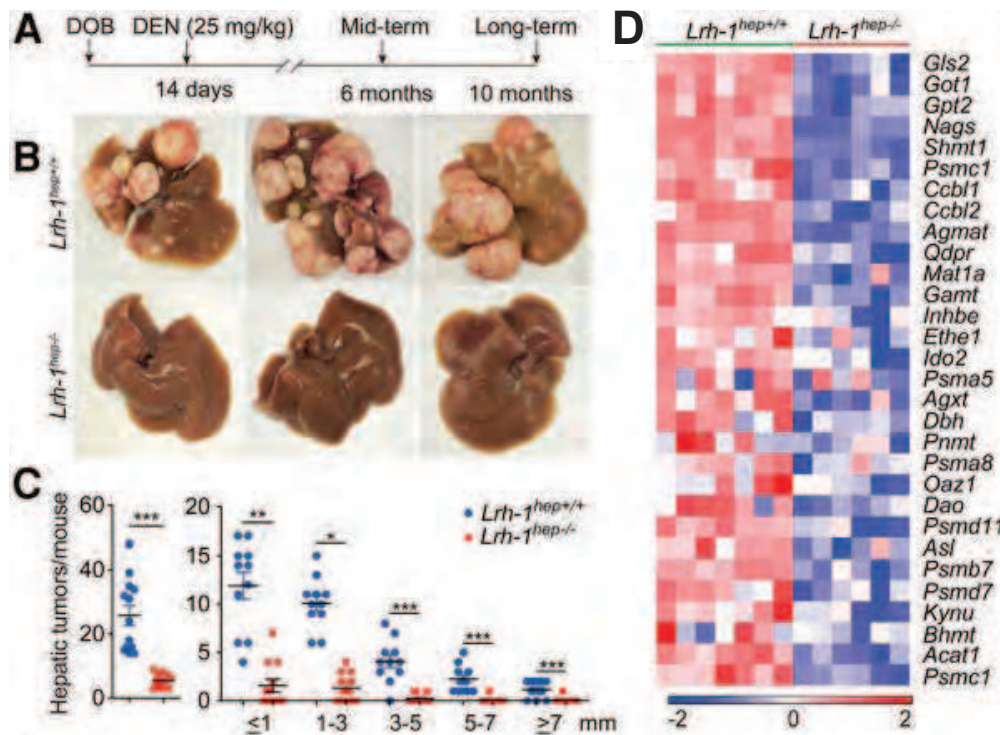 A
DOB DEN (25 mg/kg) Mid-term Long-term
14 days 6 months 10 months
B
Lrh-1hep+/+
Lrh-1hep-/-
C
Hepatic tumors/mouse
60
40
20
0
***
20
15
10
5
0
** * *** *** ***
Lrh-1hep+/+
Lrh-1hep-/-
≤1 1-3 3-5 5-7 ≥7 mm
D
Lrh-1hep+/+ Lrh-1hep-/-
Gls2
Got1
Gpt2
Nags
Shmt1
Psmc1
Ccbl1
Ccbl2
Agmat
Qdpr
Mat1a
Gamt
Inhbe
Ethe1
Ido2
Psma5
Agxt
Dbh
Pnmt
Psma8
Oaz1
Dao
Psmd11
Asl
Psmb7
Psmd7
Kynu
Bhmt
Acat1
Psmc1
-2 0 2